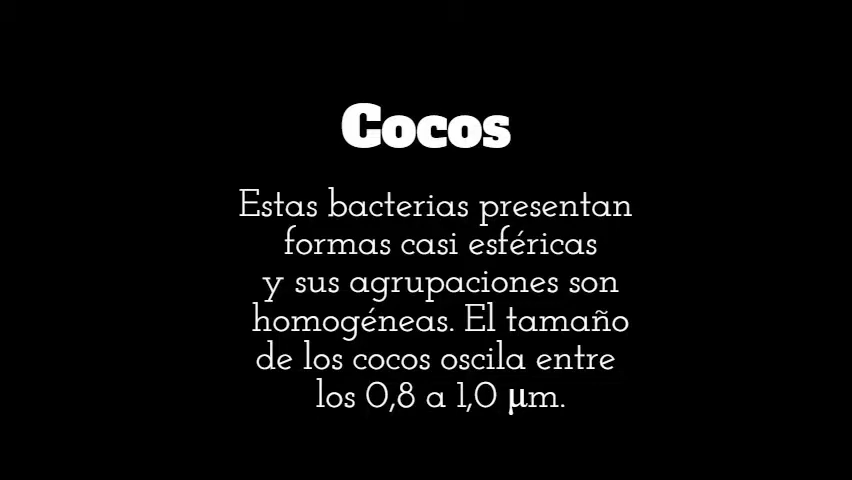 Cocos
Estas bacterias presentan
formas casi esféricas
y sus agrupaciones son
homogéneas. El tamaño
de los cocos oscila entre
los 0,8 a 1,0 µm.